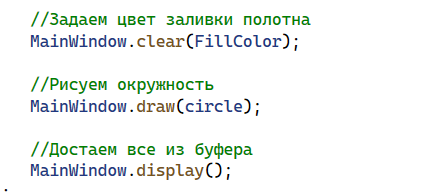 //Задаем цвет заливки полотна
MainWindow.clear(FillColor);
//Рисуем окружность
MainWindow.draw(circle);
//Достаем все из буфера
MainWindow.display();